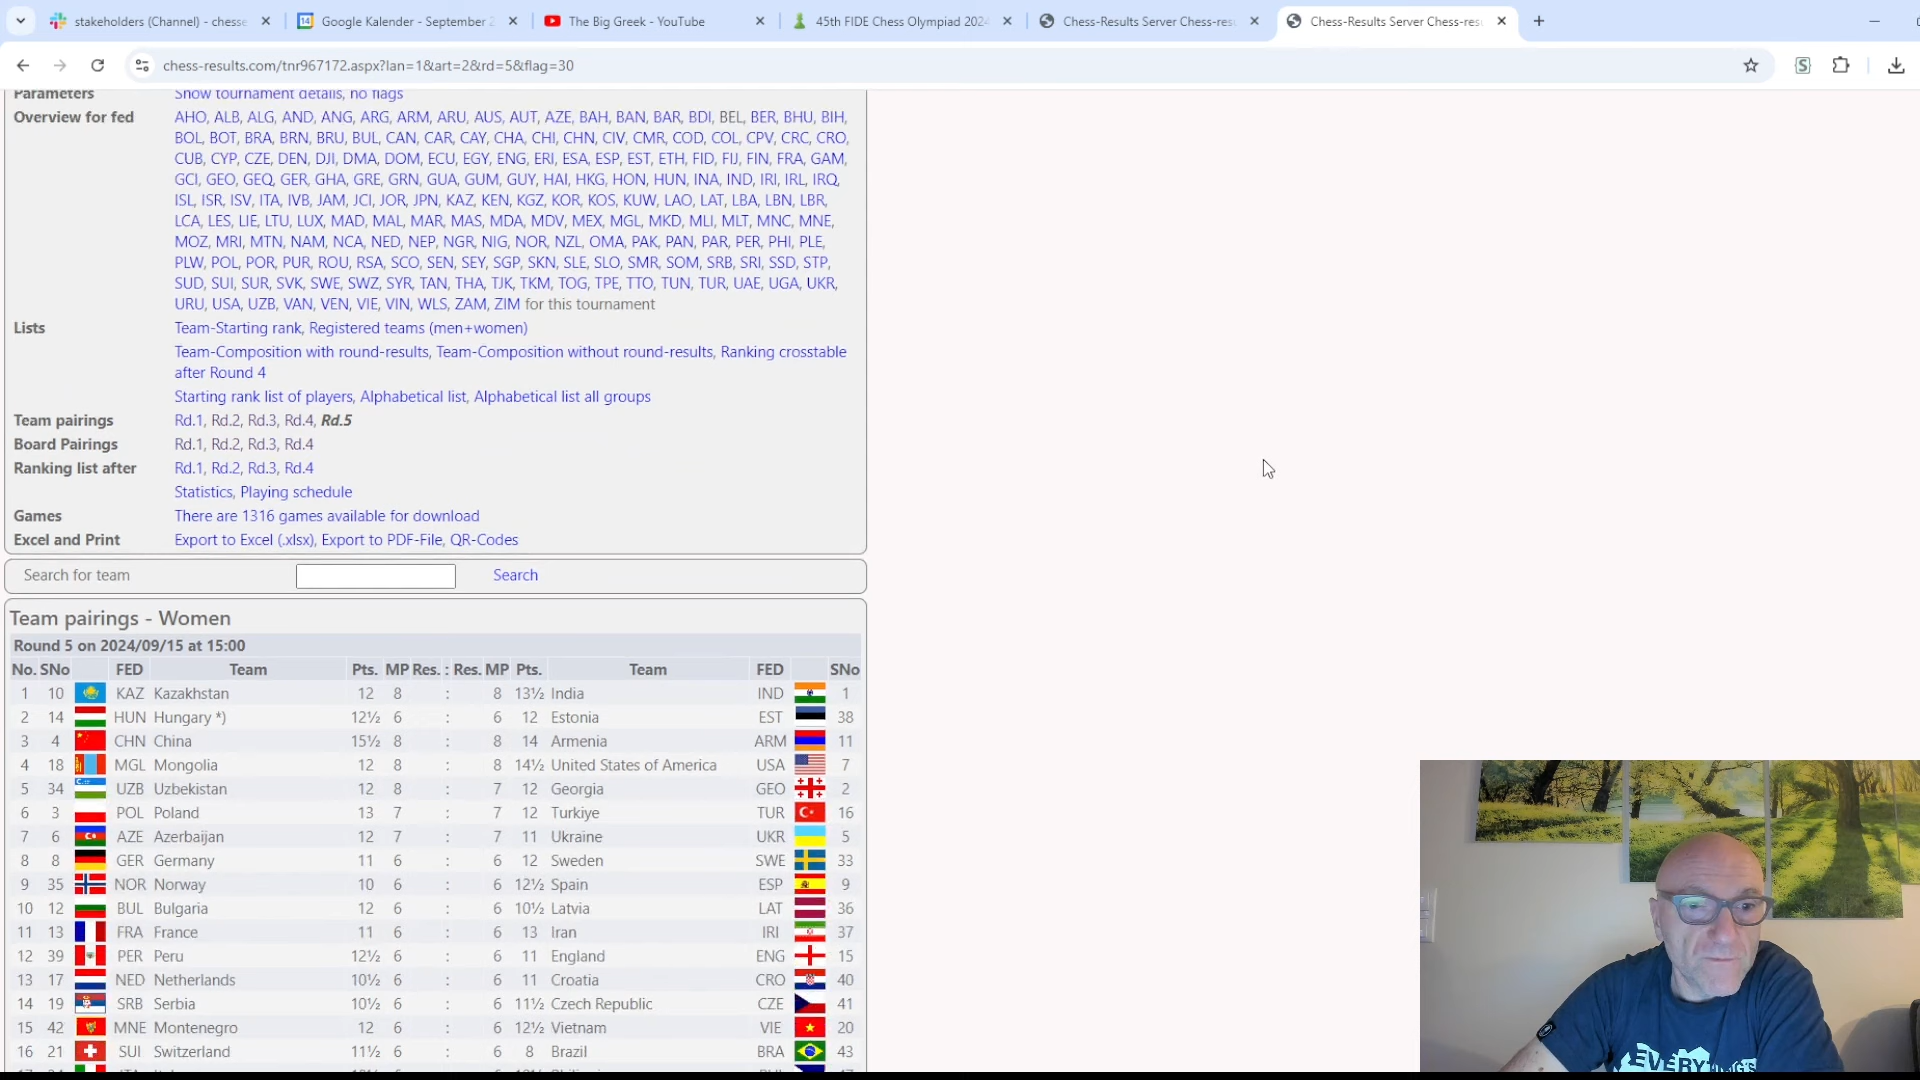 stakeholders (Channel) - chesse
Google Kalender - September 2
The Big Greek - YouTube
45th FIDE Chess Olympiad 2024
Chess-Results Server Chess-resu
Chess-Results Server Chess-resu
chess-results.com/tnr967172.aspx?lan=1&art=2&rd=5&flag=30
Parameters Show tournament details, no flags
Overview for fed AHO, ALB, ALG, AND, ANG, ARG, ARM, ARU, AUS, AUT, AZE, BAH, BAN, BAR, BDI, BEL, BER, BHU, BIH,
BOL, BOT, BRA, BRN, BRU, BUL, CAN, CAR, CAY, CHA, CHI, CHN, CIV, CMR, COD, COL, CPV, CRC, CRO,
CUB, CYP, CZE, DEN, DJI, DMA, DOM, ECU, EGY, ENG, ERI, ESA, ESP, EST, ETH, FID, FIJ, FIN, FRA, GAM,
GCI, GEO, GEQ, GER, GHA, GRE, GRN, GUA, GUM, GUY, HAI, HKG, HON, HUN, INA, IND, IRI, IRL, IRQ,
ISL, ISR, ISV, ITA, IVB, JAM, JCI, JOR, JPN, KAZ, KEN, KGZ, KOR, KOS, KUW, LAO, LAT, LBA, LBN, LBR,
LCA, LES, LIE, LTU, LUX, MAD, MAL, MAR, MAS, MDA, MDV, MEX, MGL, MKD, MLI, MLT, MNC, MNE,
MOZ, MRI, MTN, NAM, NCA, NED, NEP, NGR, NIG, NOR, NZL, OMA, PAK, PAN, PAR, PER, PHI, PLE,
PLW, POL, POR, PUR, ROU, RSA, SCO, SEN, SEY, SGP, SKN, SLE, SLO, SMR, SOM, SRB, SRI, SSD, STP,
SUD, SUI, SUR, SVK, SWE, SWZ, SYR, TAN, THA, TJK, TKM, TOG, TPE, TTO, TUN, TUR, UAE, UGA, UKR,
URU, USA, UZB, VAN, VEN, VIE, VIN, WLS, ZAM, ZIM for this tournament
Lists Team-Starting rank, Registered teams (men+women)
Team-Composition with round-results, Team-Composition without round-results, Ranking crosstable
after Round 4
Starting rank list of players, Alphabetical list, Alphabetical list all groups
Team pairings Rd.1, Rd.2, Rd.3, Rd.4, Rd.5
Board Pairings Rd.1, Rd.2, Rd.3, Rd.4
Ranking list after Rd.1, Rd.2, Rd.3, Rd.4
Statistics, Playing schedule
Games There are 1316 games available for download
Excel and Print Export to Excel (.xlsx), Export to PDF-File, QR-Codes
Search for team Search
Team pairings - Women
Round 5 on 2024/09/15 at 15:00
No. SNo FED Team Pts. MP Res. : Res. MP Pts. Team FED SNo
1 10 KAZ Kazakhstan 12 8 : 8 13½ India IND 1
2 14 HUN Hungary *) 12½ 6 : 6 12 Estonia EST 38
3 4 CHN China 15½ 8 : 8 14 Armenia ARM 11
4 18 MGL Mongolia 12 8 : 8 14½ United States of America USA 7
5 34 UZB Uzbekistan 12 8 : 7 12 Georgia GEO 2
6 3 POL Poland 13 7 : 7 12 Turkiye TUR 16
7 6 AZE Azerbaijan 12 7 : 7 11 Ukraine UKR 5
8 8 GER Germany 11 6 : 6 12 Sweden SWE 33
9 35 NOR Norway 10 6 : 6 12½ Spain ESP 9
10 12 BUL Bulgaria 12 6 : 6 10½ Latvia LAT 36
11 13 FRA France 11 6 : 6 13 Iran IRI 37
12 39 PER Peru 12½ 6 : 6 11 England ENG 15
13 17 NED Netherlands 10½ 6 : 6 11 Croatia CRO 40
14 19 SRB Serbia 10½ 6 : 6 11½ Czech Republic CZE 41
15 42 MNE Montenegro 12 6 : 6 12½ Vietnam VIE 20
16 21 SUI Switzerland 11½ 6 : 6 8 Brazil BRA 43
EVERYTHING'S